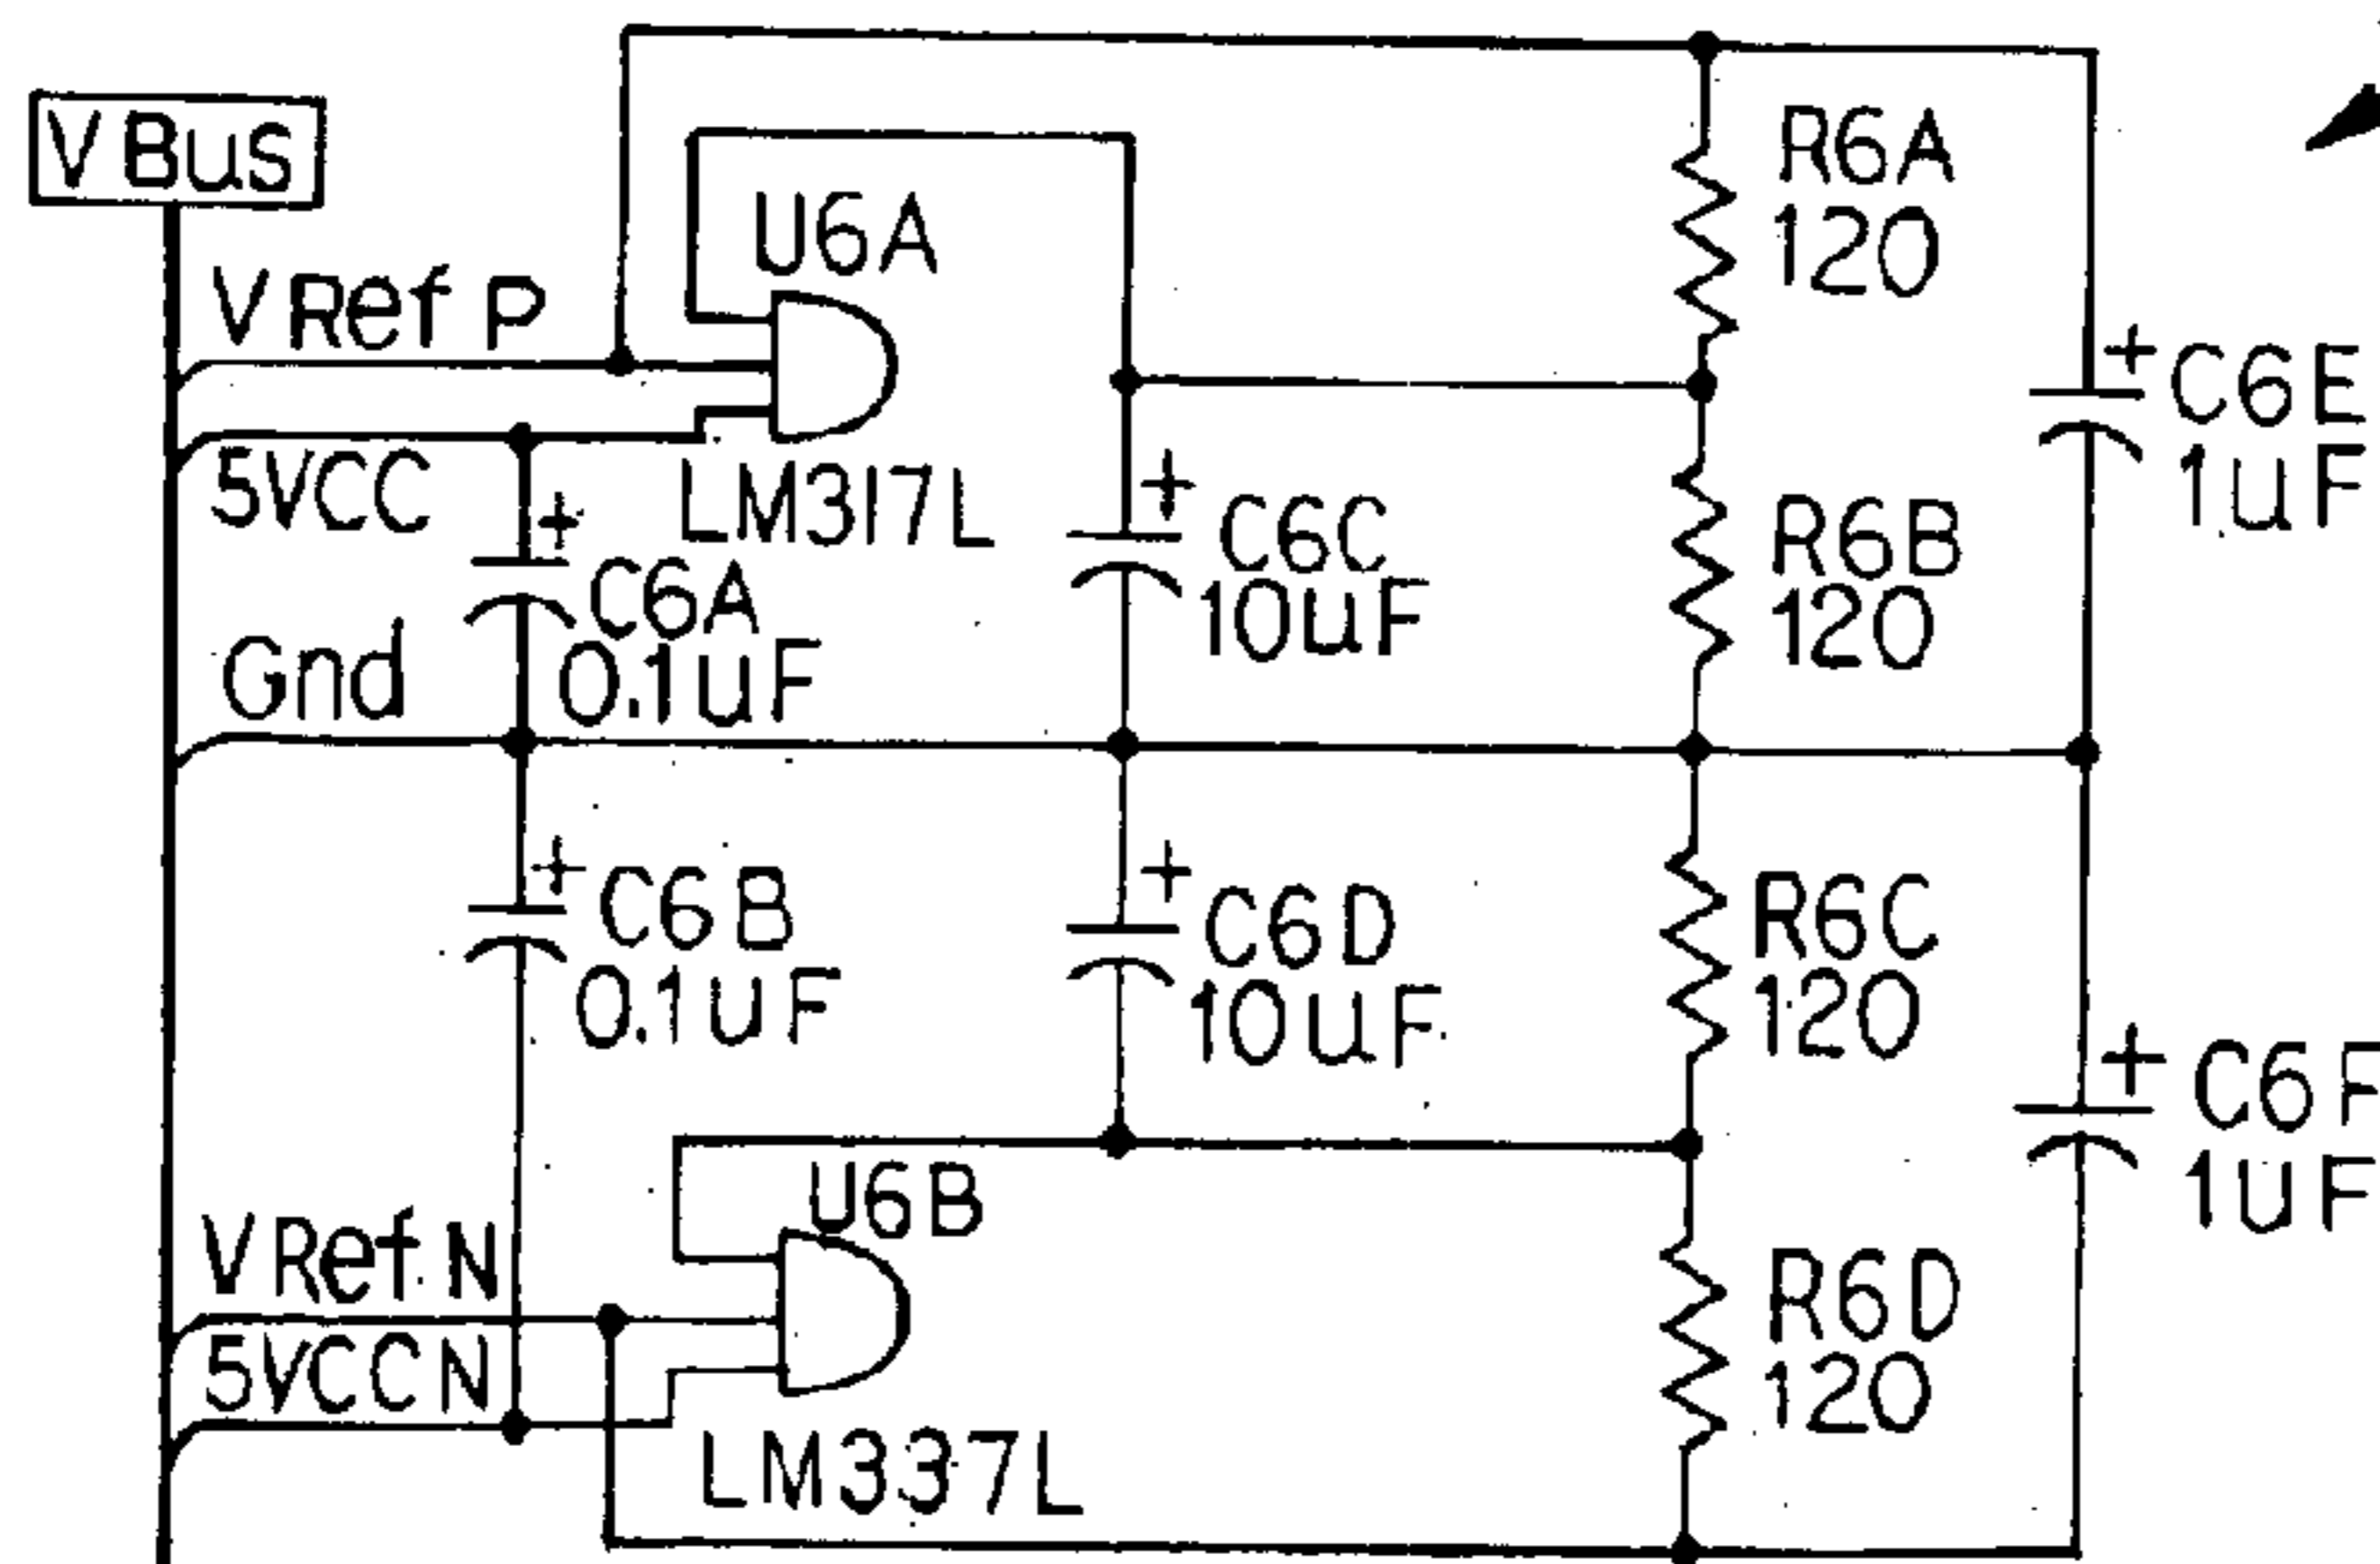 V Bus
V Ref P
5VCC
Gnd
V Ref N
5VCCN
U6A
LM317L
+
C6A
0.1uF
+
C6B
0.1uF
U6B
LM337L
+
C6C
10uF
+
C6D
10uF
R6A
120
R6B
120
R6C
120
R6D
120
+
C6E
1uF
+
C6F
1uF